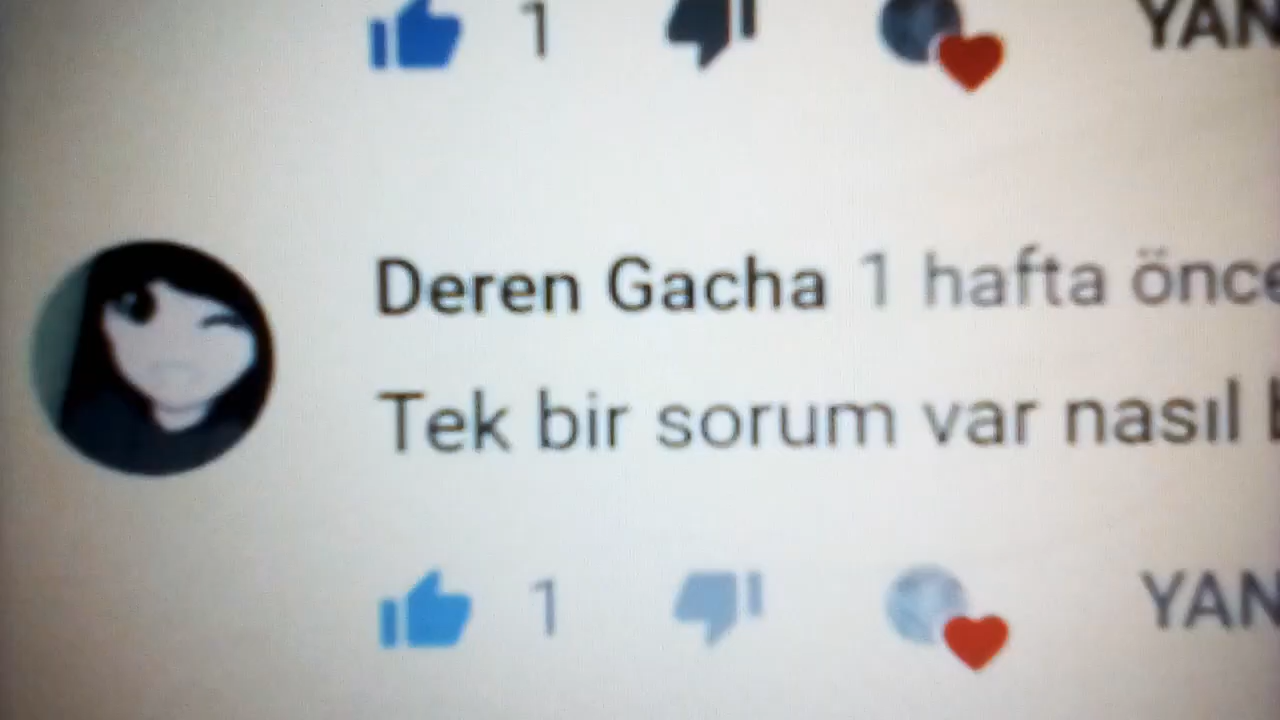 1
Deren Gacha 1 hafta önce
Tek bir sorum var nasıl
1